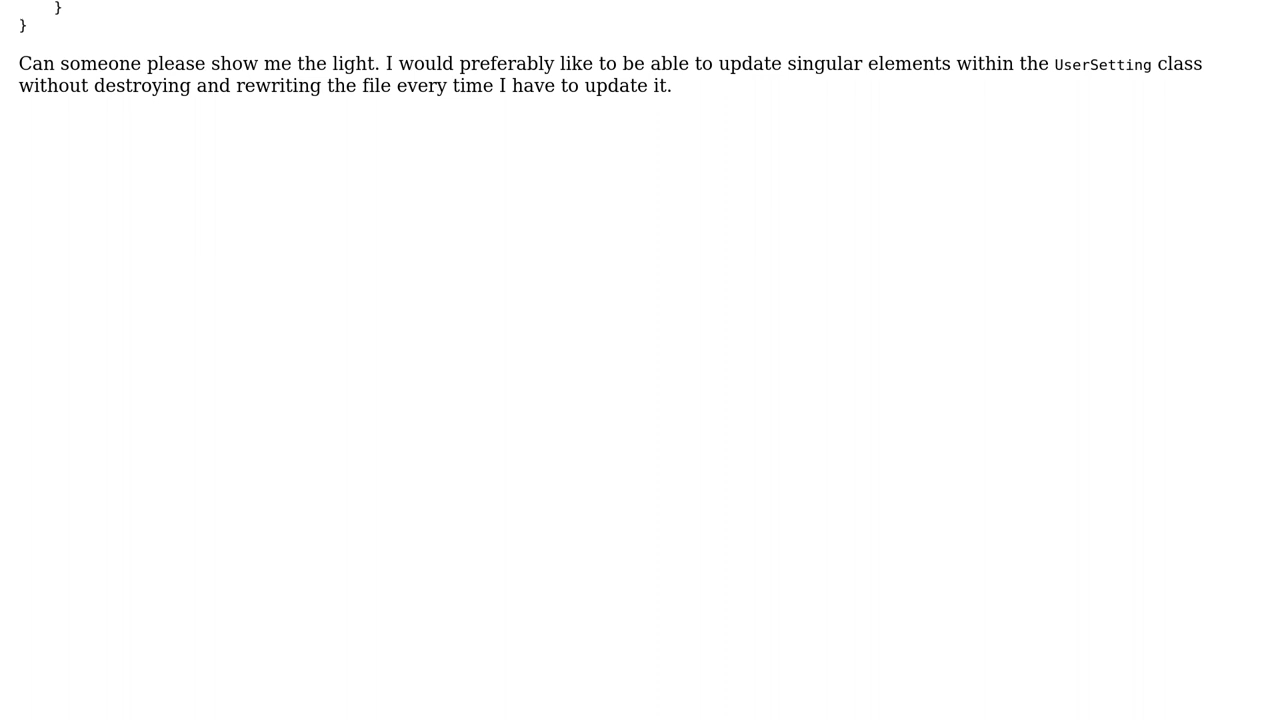 }
}
Can someone please show me the light. I would preferably like to be able to update singular elements within the UserSetting class
without destroying and rewriting the file every time I have to update it.